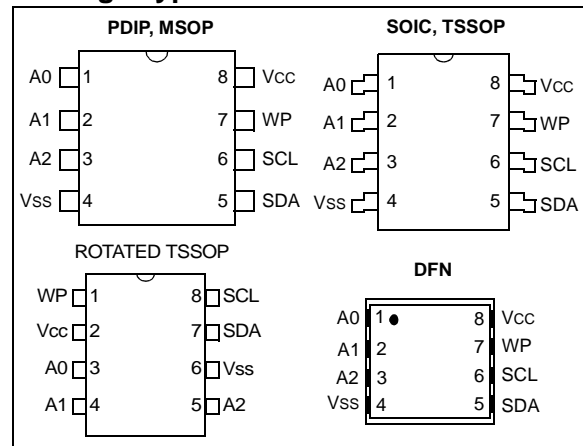 PDIP, MSOP
A0 1 8 VCC
A1 2 7 WP
A2 3 6 SCL
VSS 4 5 SDA
SOIC, TSSOP
A0 1 8 VCC
A1 2 7 WP
A2 3 6 SCL
VSS 4 5 SDA
ROTATED TSSOP
WP 1 8 SCL
Vcc 2 7 SDA
A0 3 6 Vss
A1 4 5 A2
DFN
A0 1 8 VCC
A1 2 7 WP
A2 3 6 SCL
VSS 4 5 SDA